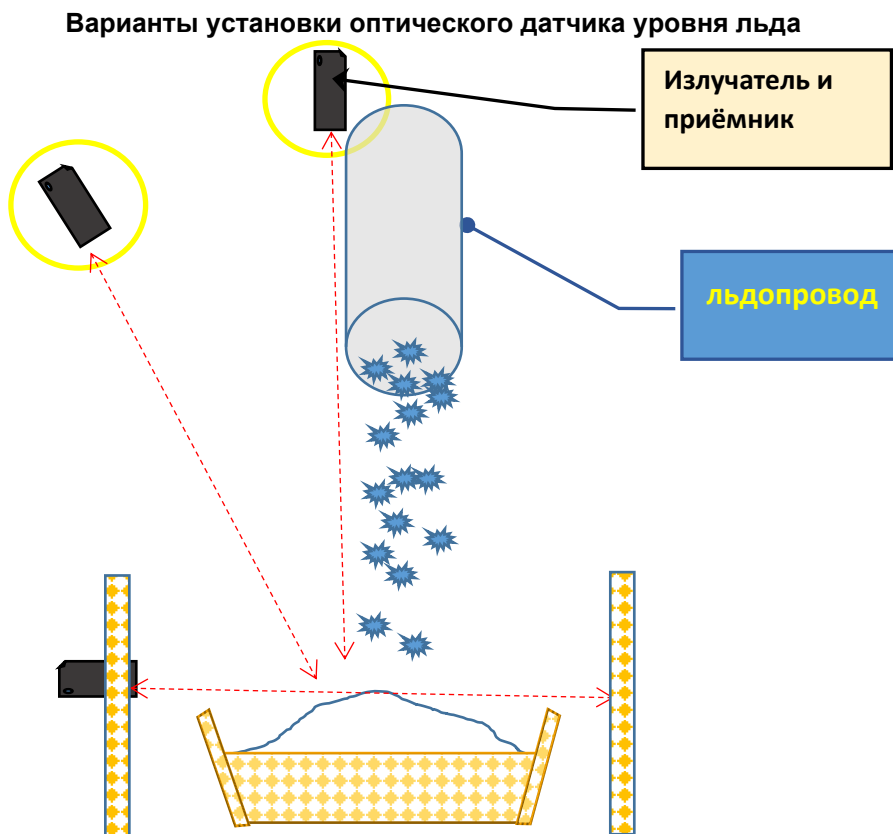 Варианты установки оптического датчика уровня льда
Излучатель и
приёмник
льдопровод